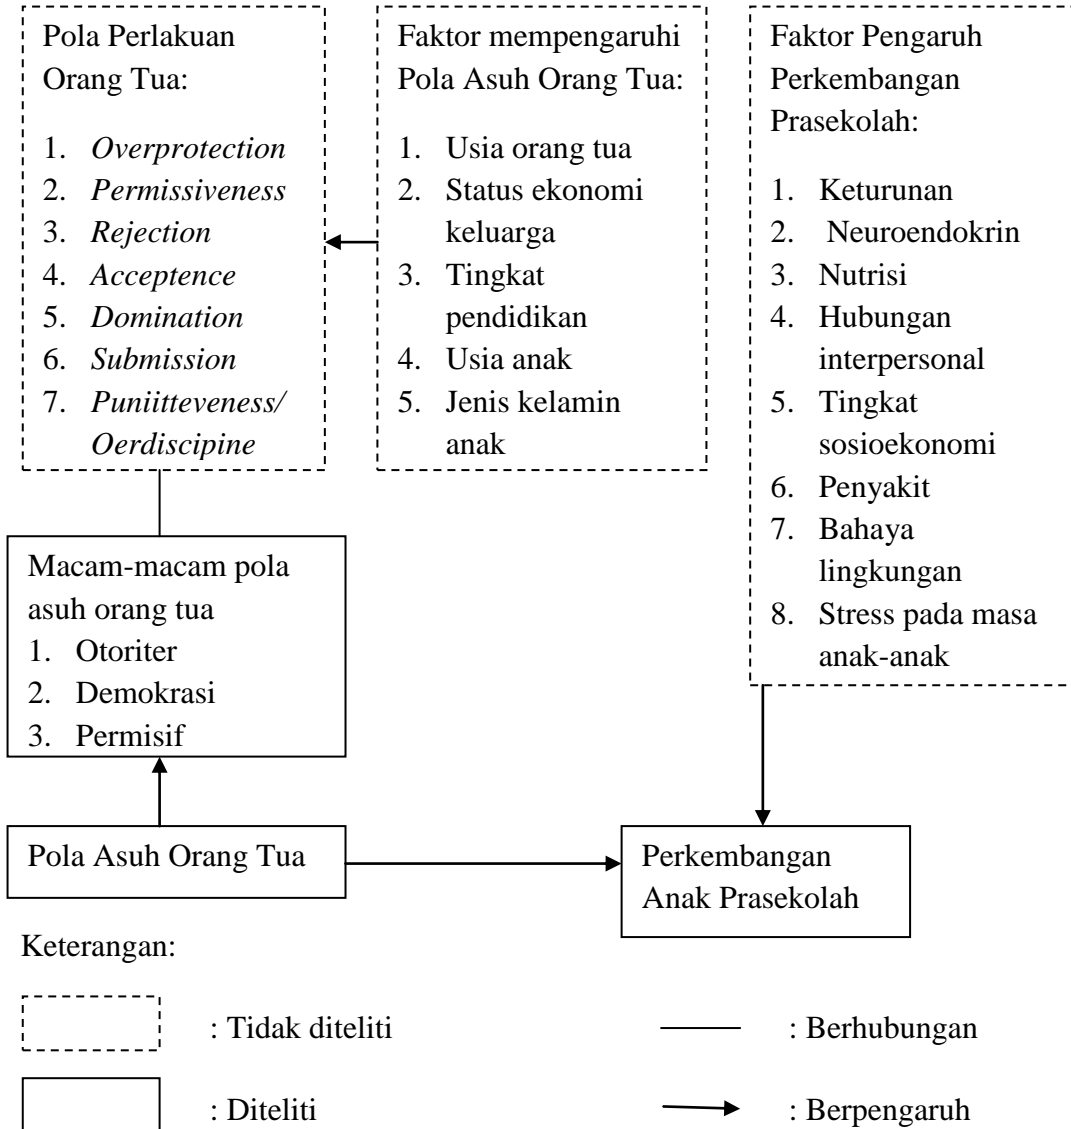 Pola Perlakuan
Orang Tua:
1. Overprotection
2. Permissiveness
3. Rejection
4. Acceptence
5. Domination
6. Submission
7. Puniitteveness/
Oerdiscipine
Faktor mempengaruhi
Pola Asuh Orang Tua:
1. Usia orang tua
2. Status ekonomi
keluarga
3. Tingkat
pendidikan
4. Usia anak
5. Jenis kelamin
anak
Faktor Pengaruh
Perkembangan
Prasekolah:
1. Keturunan
2. Neuroendokrin
3. Nutrisi
4. Hubungan
interpersonal
5. Tingkat
sosioekonomi
6. Penyakit
7. Bahaya
lingkungan
8. Stress pada masa
anak-anak
Macam-macam pola
asuh orang tua
1. Otoriter
2. Demokrasi
3. Permisif
Pola Asuh Orang Tua
Perkembangan
Anak Prasekolah
Keterangan:
: Tidak diteliti
: Berhubungan
: Diteliti
: Berpengaruh